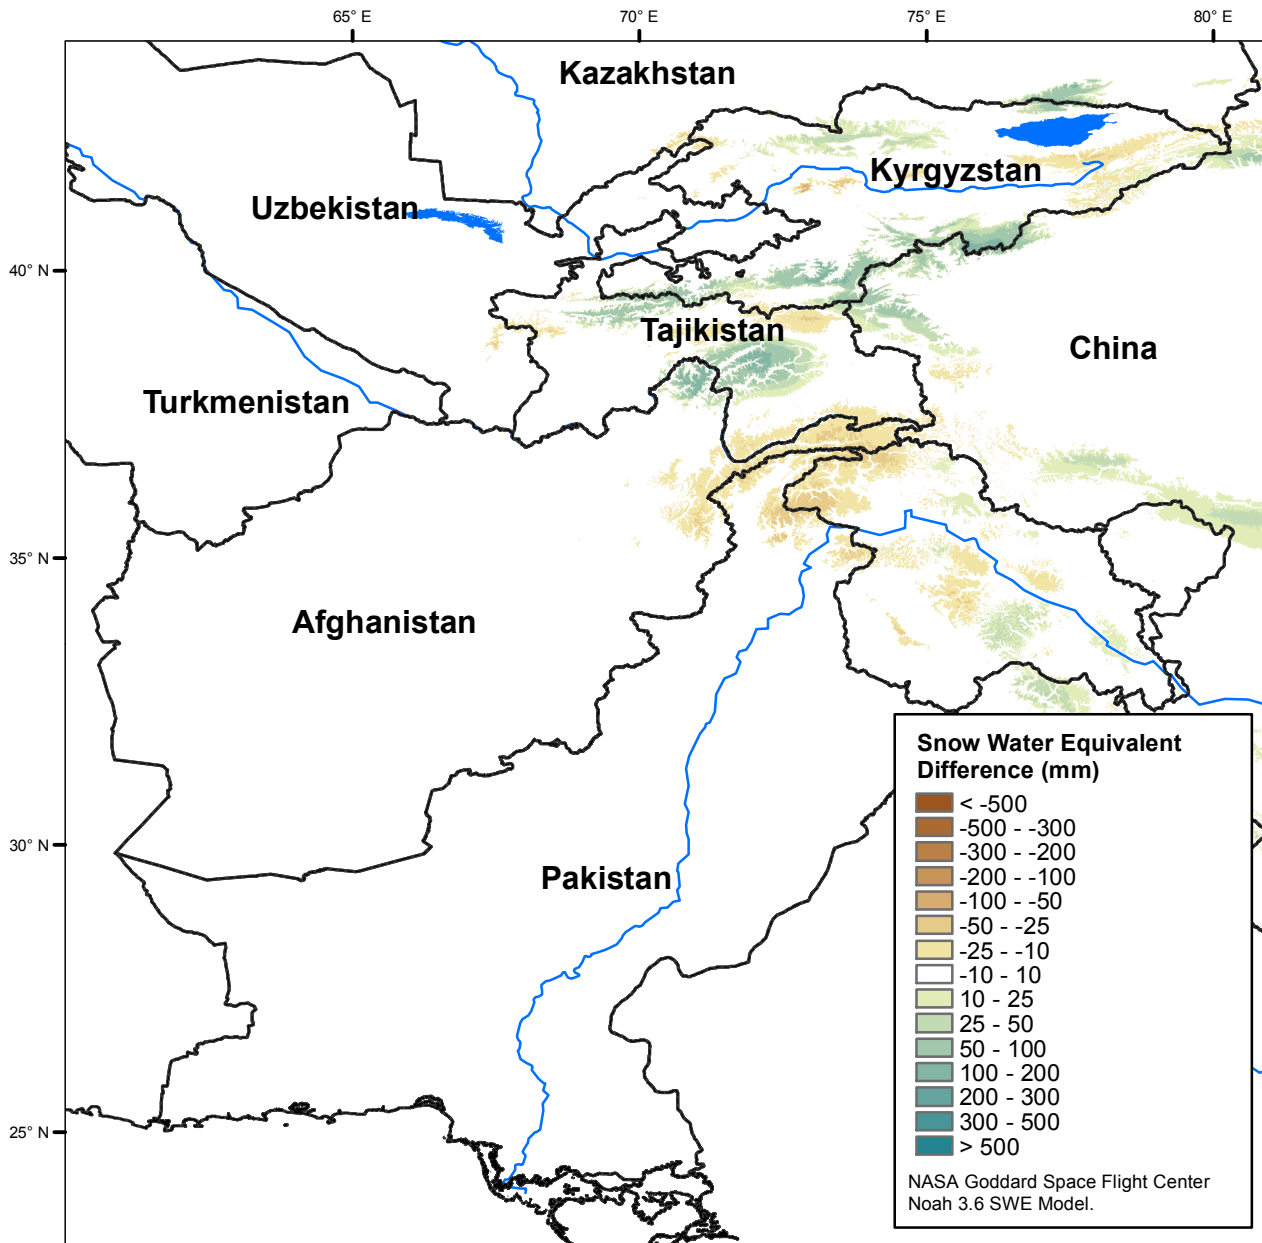 65° E
70° E
75° E
80° E
Kazakhstan
Kyrgyzstan
Uzbekistan
40° N
Tajikistan
China
Turkmenistan
35° N
Afghanistan
Snow Water Equivalent
Difference (mm)
< -500
-500 - -300
-300 - -200
-200 - -100
-100 - -50
-50 - -25
-25 - -10
-10 - 10
10 - 25
25 - 50
50 - 100
100 - 200
200 - 300
300 - 500
> 500
NASA Goddard Space Flight Center
Noah 3.6 SWE Model.
30° N
Pakistan
25° N